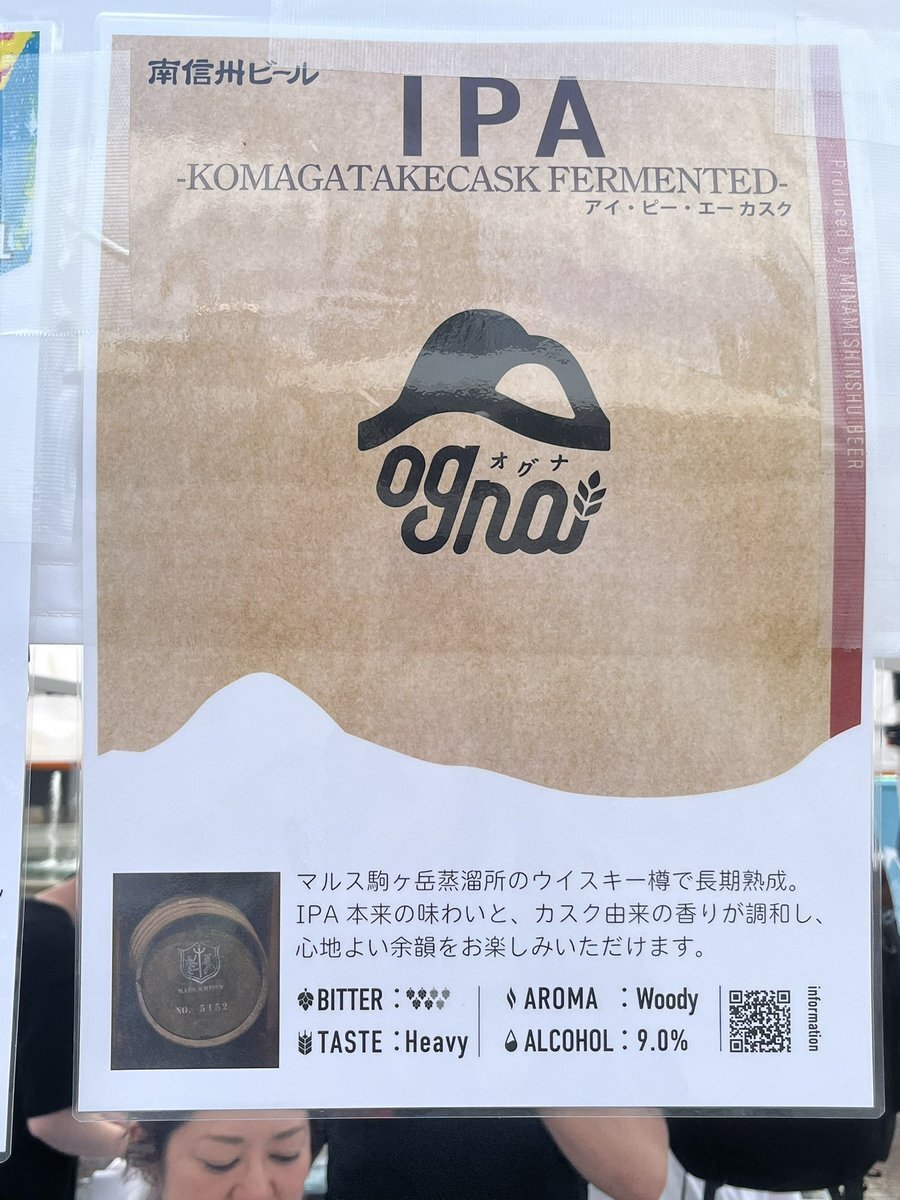 南信州ビール
IPA
-KOMAGATAKECASK FERMENTED-
アイ・ピー・エー カスク
Produced by MINAMISHINSHU BEER
オグナ
ogna
マルス駒ヶ岳蒸溜所のウイスキー樽で長期熟成。
IPA本来の味わいと、カスク由来の香りが調和し、
心地よい余韻をお楽しみいただけます。
BITTER :
AROMA : Woody
TASTE : Heavy
ALCOHOL : 9.0%
information
NO. 5152